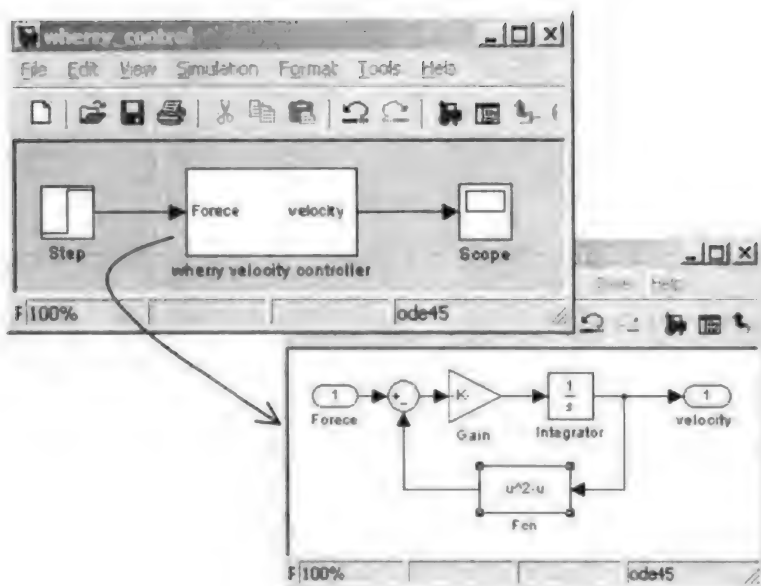 wherry_control
File Edit View Simulation Format Tools Help
Forece velocity
Step
wherry velocity controller
Scope
100% ode45
Help
1
Forece
+-
K-
Gain
1
s
Integrator
1
velocity
u^2-u
Fcn
100% ode45